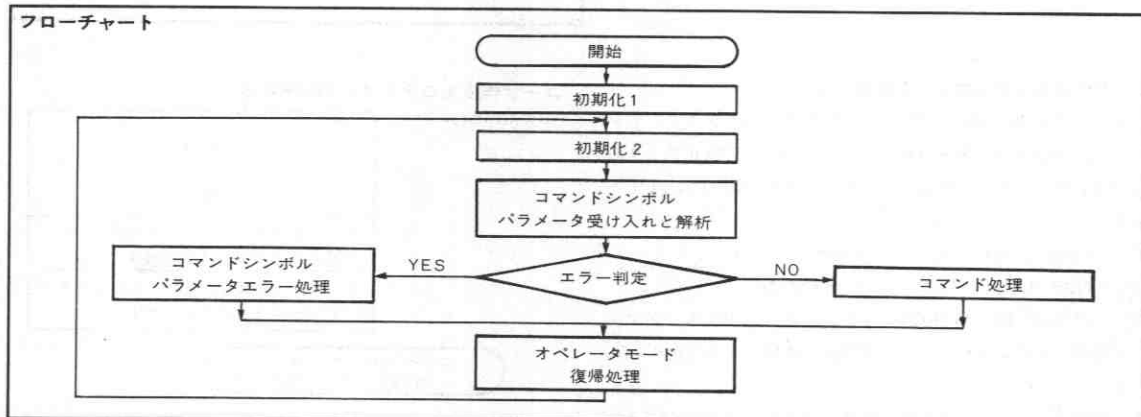 フローチャート
開始
初期化1
初期化2
コマンドシンボル
パラメータ受け入れと解析
エラー判定
YES
NO
コマンドシンボル
パラメータエラー処理
コマンド処理
オペレータモード
復帰処理